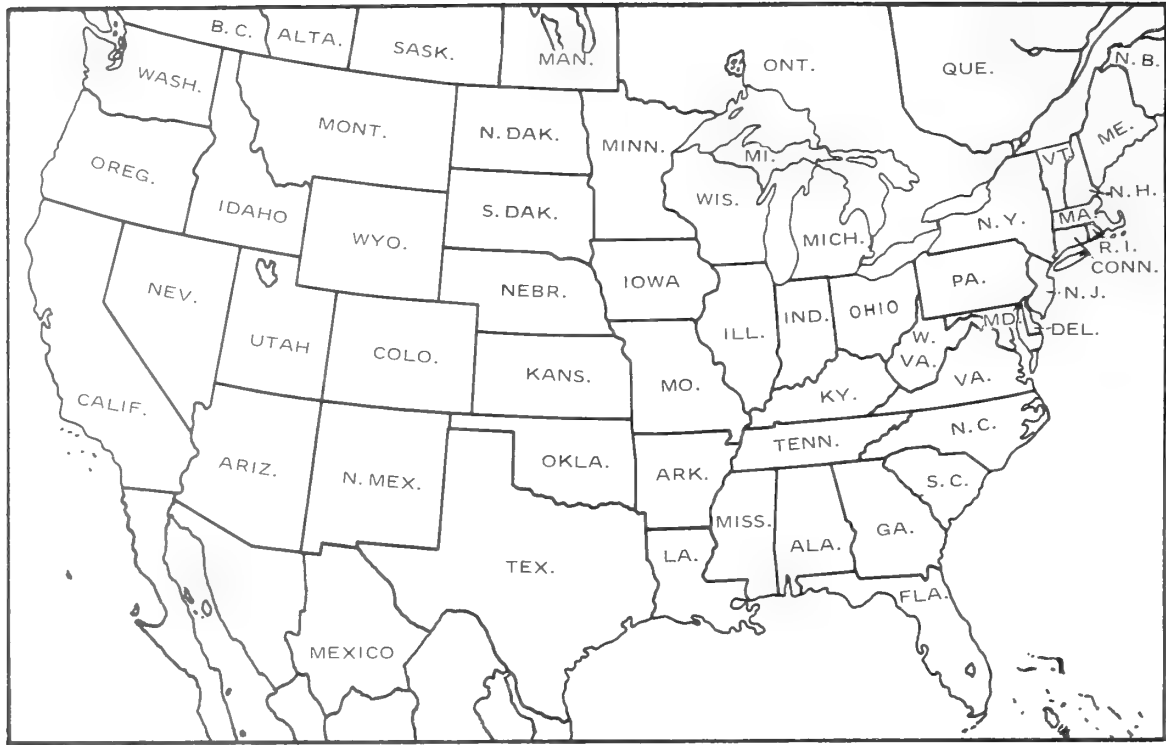 B. C.
ALTA.
SASK.
MAN.
ONT.
QUE.
N. B.
WASH.
MONT.
N. DAK.
MINN.
MI.
VT.
ME.
OREG.
IDAHO
WYO.
S. DAK.
WIS.
MICH.
N. Y.
MA.
N. H.
R. I.
CONN.
NEV.
UTAH
COLO.
NEBR.
IOWA
ILL.
IND.
OHIO
PA.
N. J.
MD.
DEL.
W.
VA.
CALIF.
KANS.
MO.
KY.
VA.
ARIZ.
N. MEX.
OKLA.
ARK.
TENN.
N. C.
S. C.
TEX.
LA.
MISS.
ALA.
GA.
FLA.
MEXICO